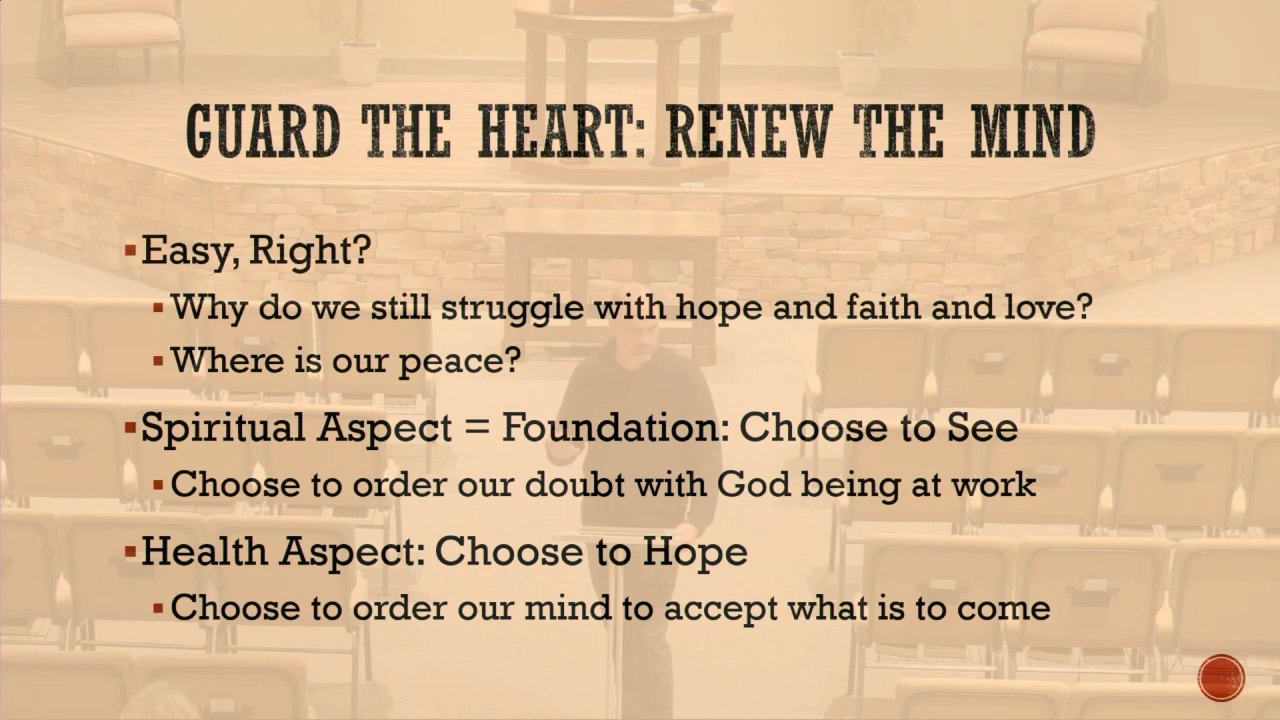 GUARD THE HEART: RENEW THE MIND
Easy, Right?
Why do we still struggle with hope and faith and love?
Where is our peace?
Spiritual Aspect = Foundation: Choose to See
Choose to order our doubt with God being at work
Health Aspect: Choose to Hope
Choose to order our mind to accept what is to come